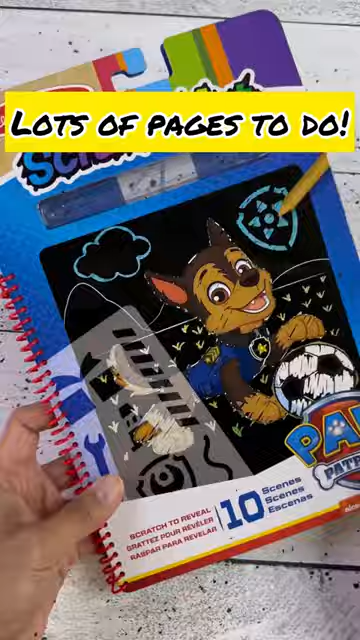 LOTS OF PAGES TO DO!
SCRATCH TO REVEAL
GRATTEZ POUR RÉVÉLER
RASPAR PARA REVELAR
10
Scenes
Scènes
Escenas